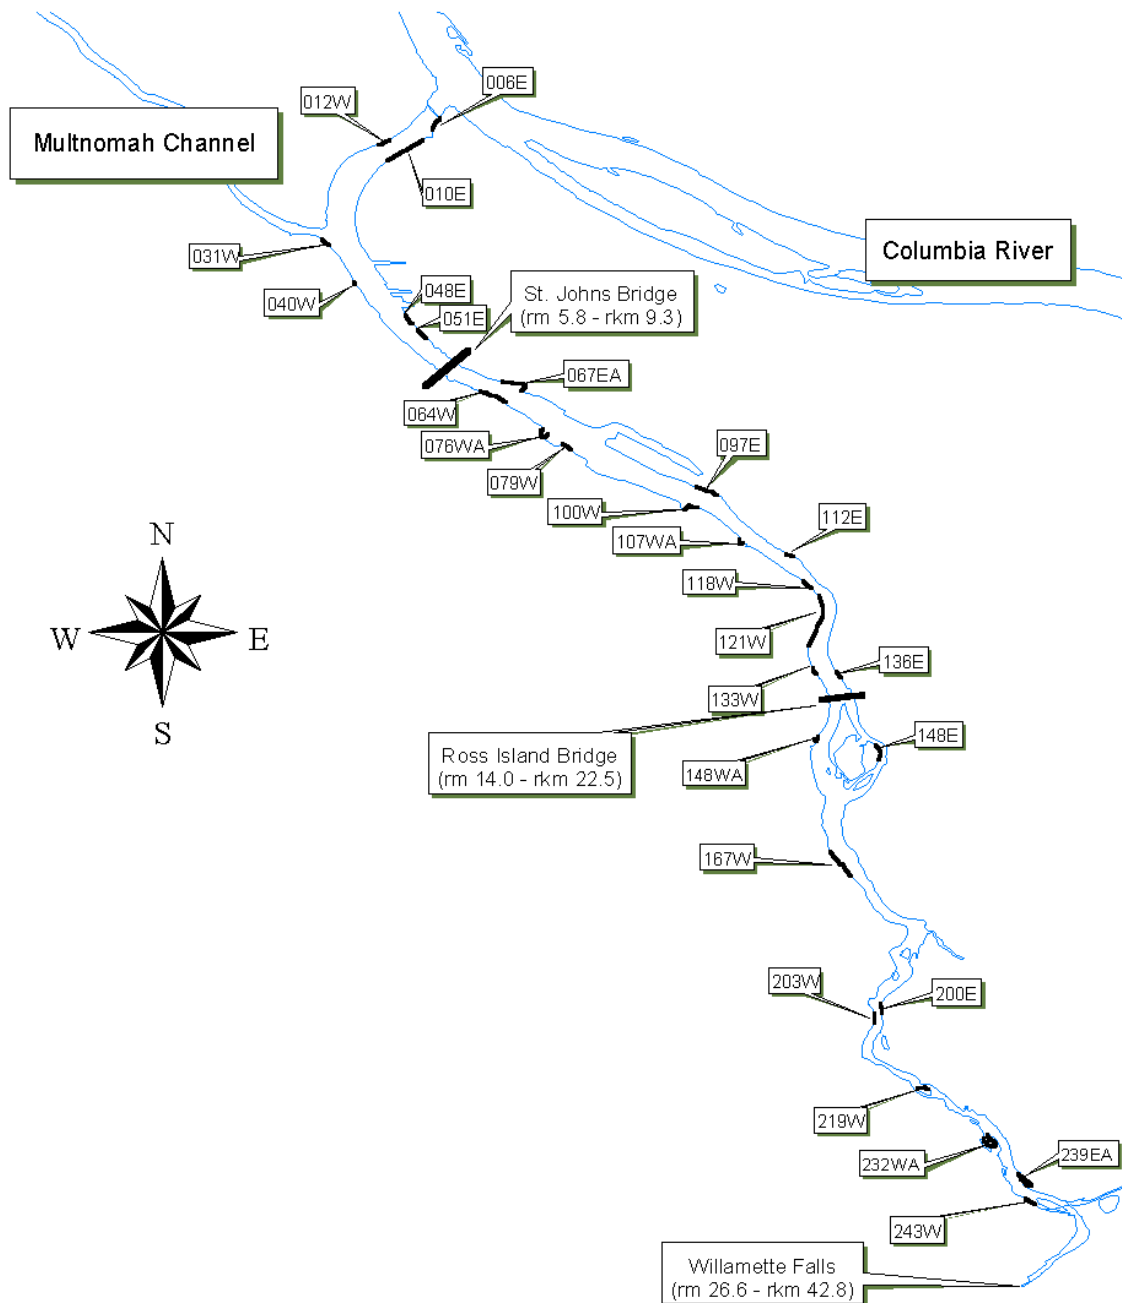 006E
012W
Multnomah Channel
010E
Columbia River
031W
040W
048E
St. Johns Bridge
(rm 5.8 - rkm 9.3)
051E
067EA
064W
076WA
079W
097E
100W
112E
107WA
118W
121W
136E
133W
N
W
E
S
Ross Island Bridge
(rm 14.0 - rkm 22.5)
148E
148WA
167W
203W
200E
219W
232WA
239EA
243W
Willamette Falls
(rm 26.6 - rkm 42.8)